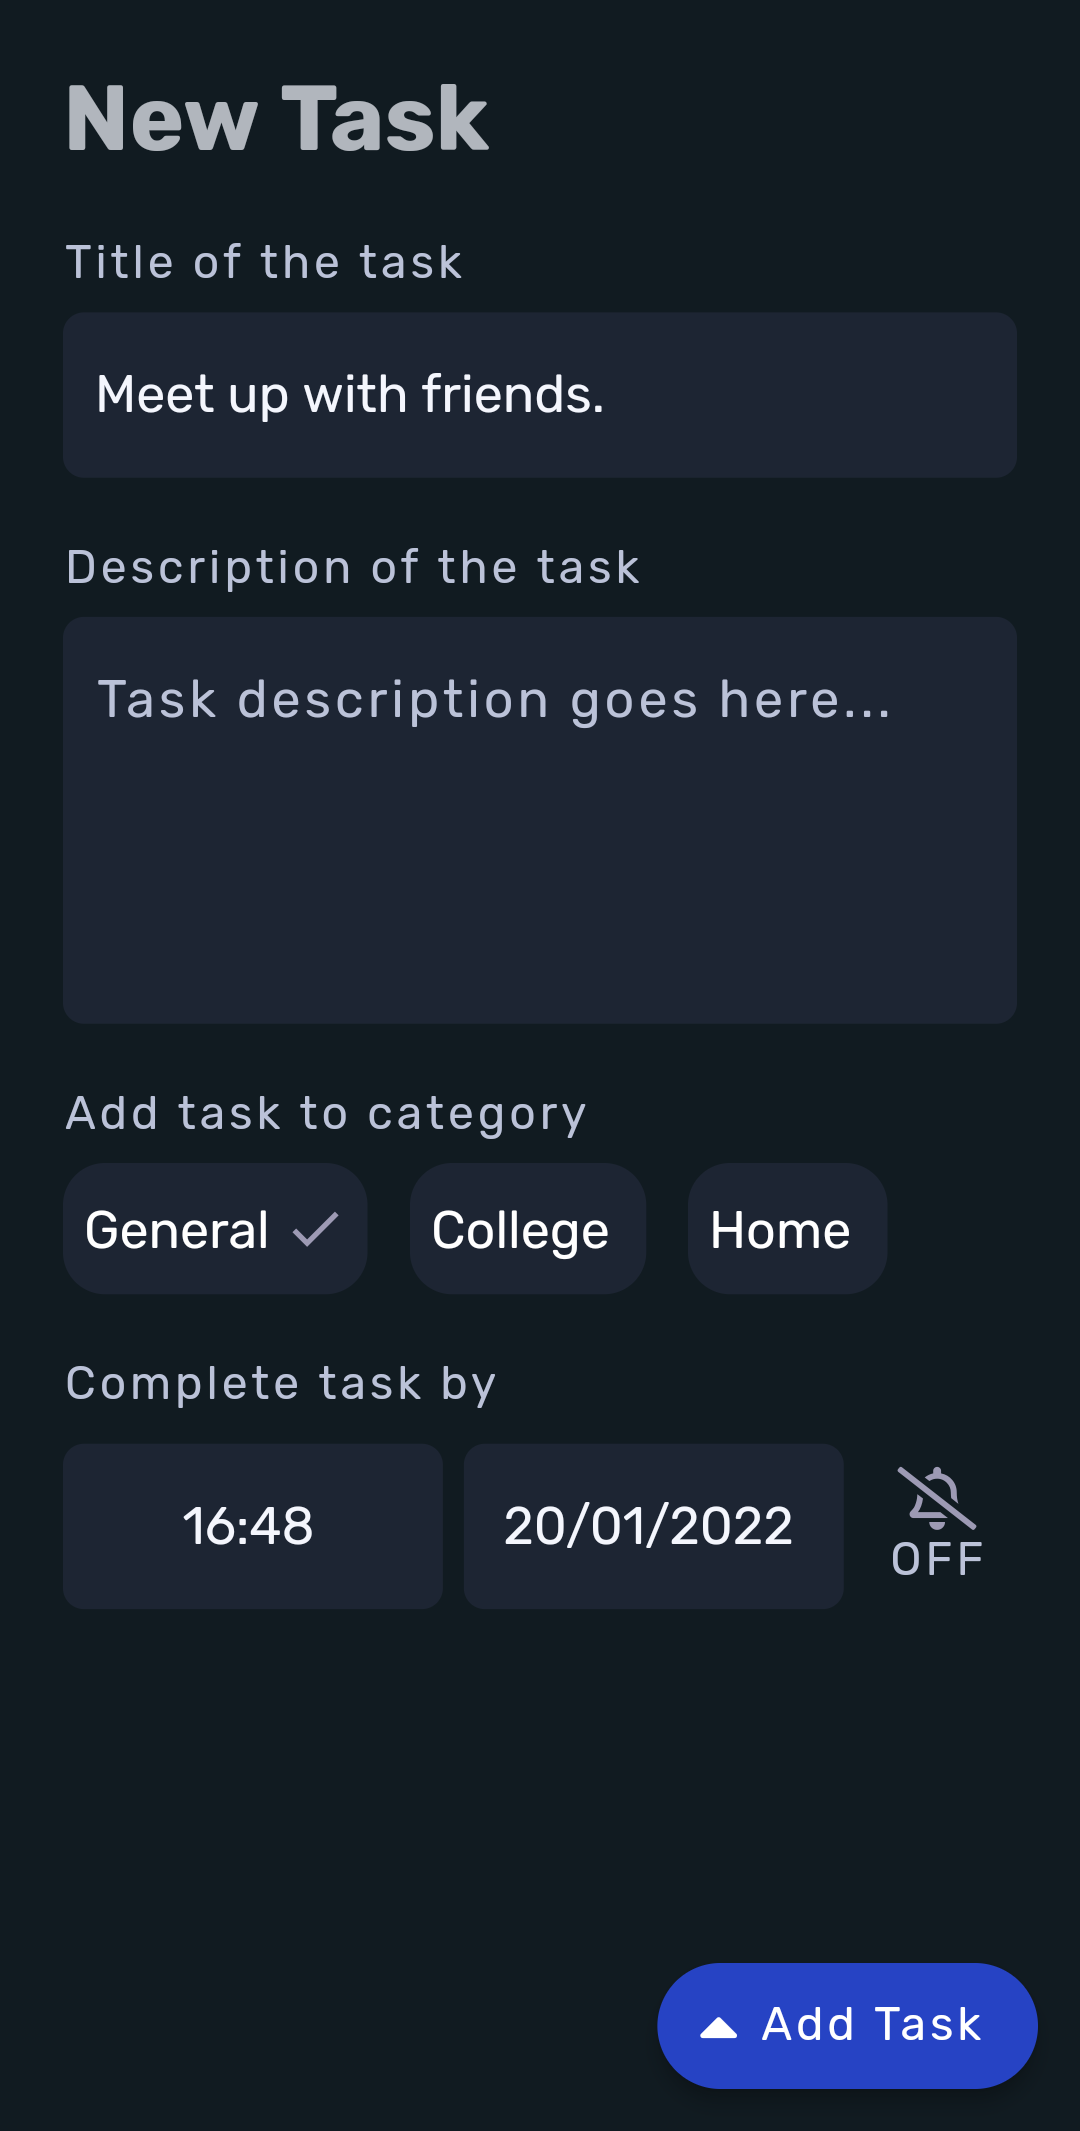 New Task
Title of the task
Meet up with friends.
Description of the task
Task description goes here...
Add task to category
General College Home
Complete task by
16:48 20/01/2022
OFF
Add Task